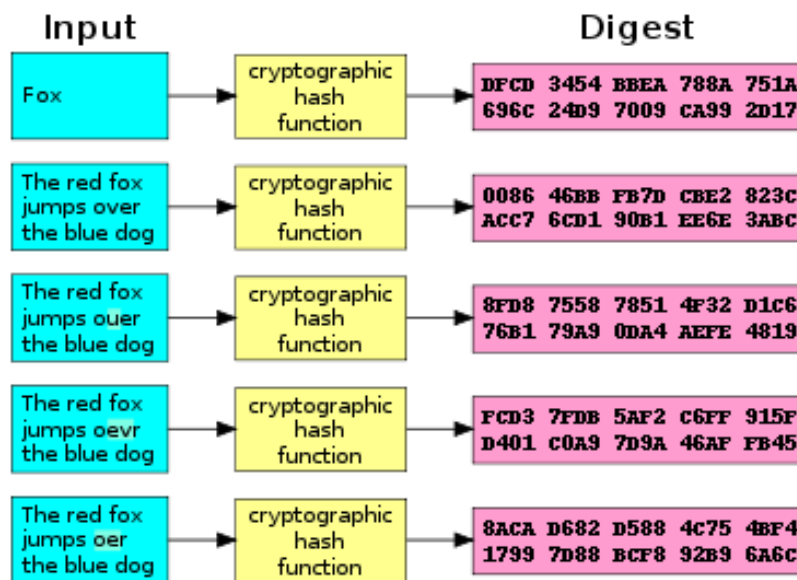 Input
Digest
Fox
cryptographic
hash
function
DFCD 3454 BBEA 788A 751A
696C 24D9 7009 CA99 2D17
The red fox
jumps over
the blue dog
cryptographic
hash
function
0086 46BB FB7D CBE2 823C
ACC7 6CD1 90B1 EE6E 3ABC
The red fox
jumps ouer
the blue dog
cryptographic
hash
function
8FD8 7558 7851 4F32 D1C6
76B1 79A9 0DA4 AEFE 4819
The red fox
jumps oevr
the blue dog
cryptographic
hash
function
FCD3 7FDB 5AF2 C6FF 915F
D401 C0A9 7D9A 46AF FB45
The red fox
jumps oer
the blue dog
cryptographic
hash
function
8ACA D682 D588 4C75 4BF4
1799 7D88 BCF8 92B9 6A6C